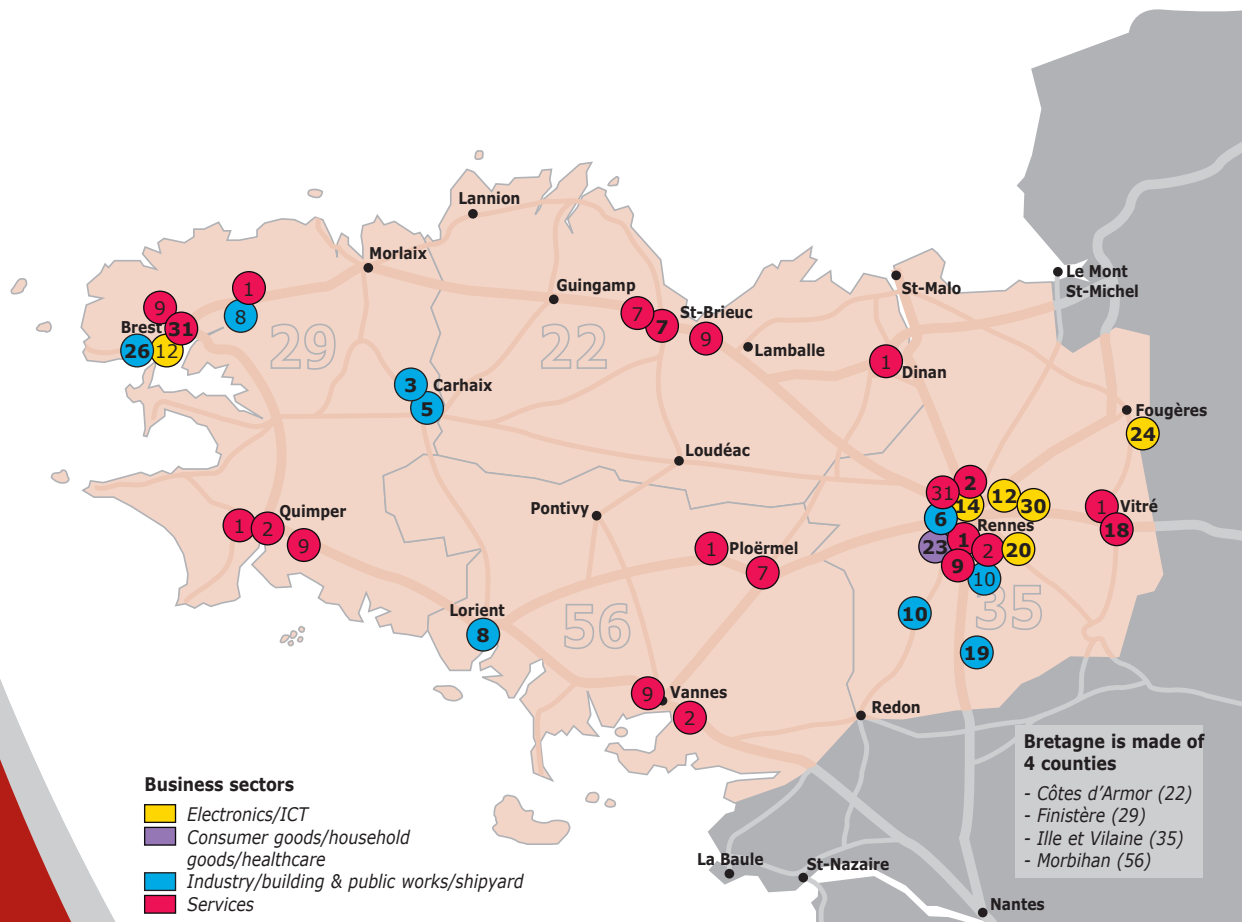 Lannion
Morlaix
Guingamp
Le Mont
St-Michel
St-Malo
1
8
9
Brest
31
26
12
29
22
7
7
St-Brieuc
9
Lamballe
1
Dinan
3
Carhaix
5
Fougères
24
Loudéac
Pontivy
2
31
12
30
14
6
Rennes
1
23
2
20
9
10
1
Vitré
18
1
2
Quimper
9
1
Ploërmel
7
Lorient
8
56
10
35
19
9
Vannes
2
Redon
Bretagne is made of
4 counties
- Côtes d'Armor (22)
- Finistère (29)
- Ille et Vilaine (35)
- Morbihan (56)
Business sectors
Electronics/ICT
Consumer goods/household
goods/healthcare
Industry/building & public works/shipyard
Services
La Baule
St-Nazaire
Nantes